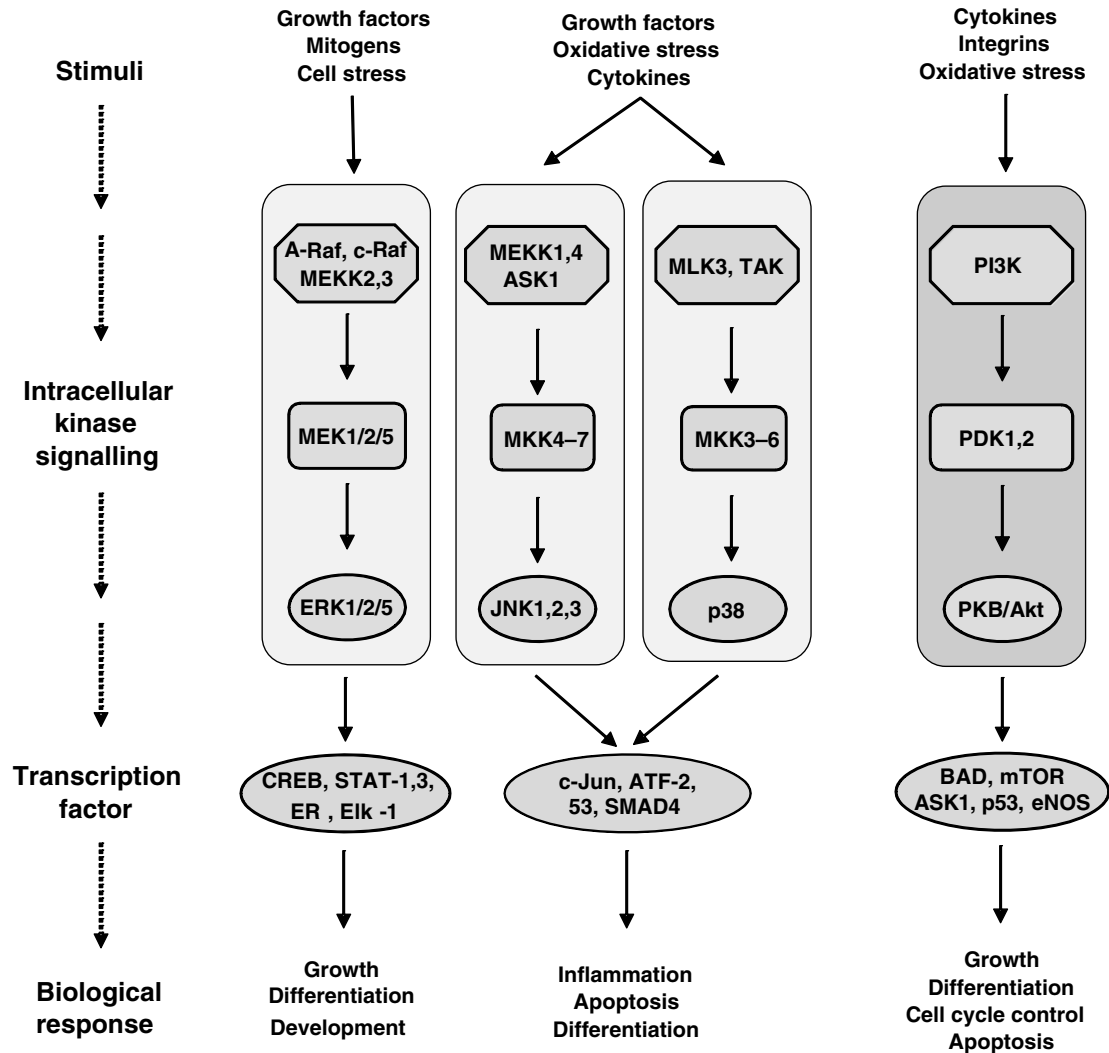 Stimuli
Growth factors
Mitogens
Cell stress
Growth factors
Oxidative stress
Cytokines
Cytokines
Integrins
Oxidative stress
Intracellular
kinase
signalling
A-Raf, c-Raf
MEKK2,3
MEKK1,4
ASK1
MLK3, TAK
PI3K
MEK1/2/5
MKK4–7
MKK3–6
PDK1,2
ERK1/2/5
JNK1,2,3
p38
PKB/Akt
Transcription
factor
CREB, STAT-1,3,
ER , Elk -1
c-Jun, ATF-2,
53, SMAD4
BAD, mTOR
ASK1, p53, eNOS
Biological
response
Growth
Differentiation
Development
Inflammation
Apoptosis
Differentiation
Growth
Differentiation
Cell cycle control
Apoptosis